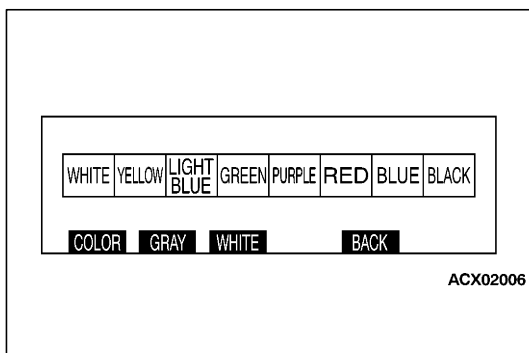 WHITE YELLOW LIGHT BLUE GREEN PURPLE RED BLUE BLACK
COLOR GRAY WHITE BACK
ACX02006